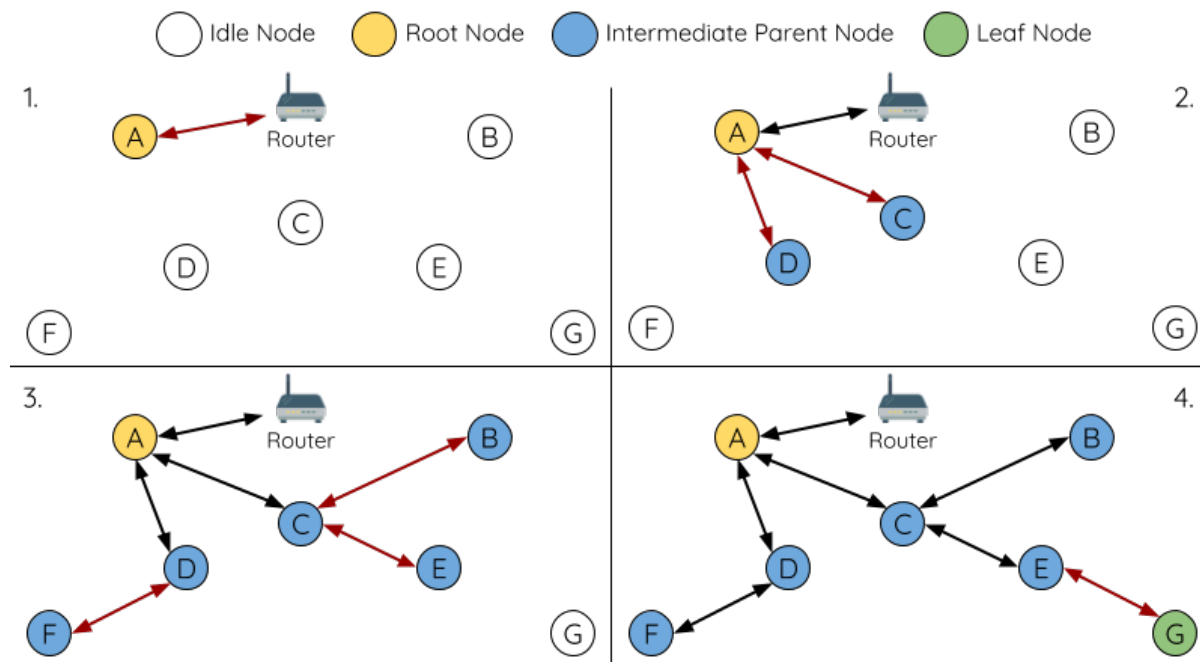 Idle Node
Root Node
Intermediate Parent Node
Leaf Node
1.
A
Router
B
C
D
E
F
G
2.
A
Router
B
C
D
E
F
G
3.
A
Router
B
C
D
E
F
G
4.
A
Router
B
C
D
E
F
G